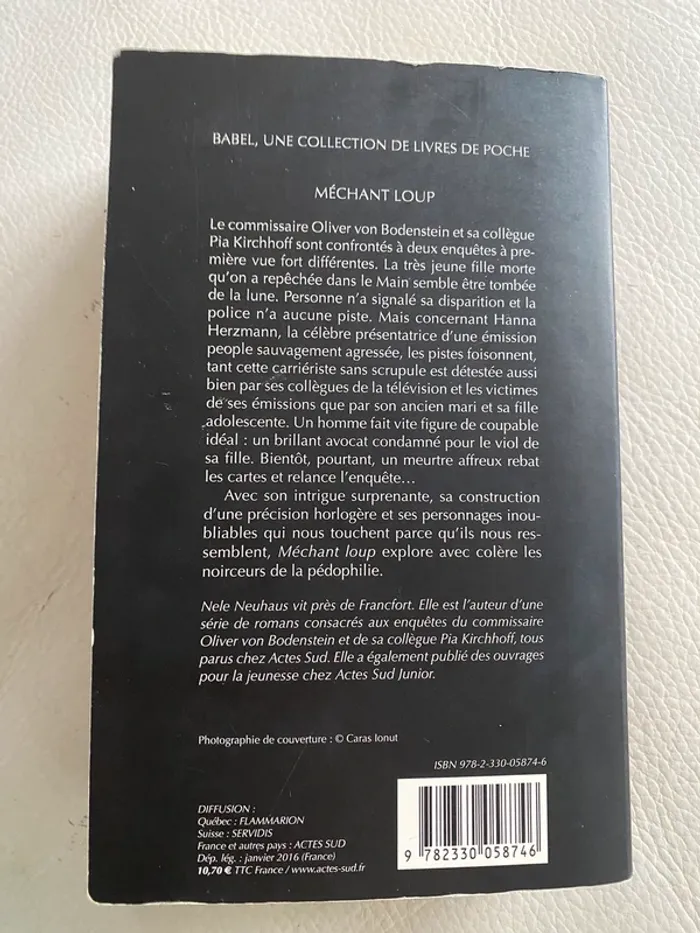 BABEL, UNE COLLECTION DE LIVRES DE POCHE
MÉCHANT LOUP
Le commissaire Oliver von Bodenstein et sa collègue
Pia Kirchhoff sont confrontés à deux enquêtes à pre-
mière vue fort différentes. La très jeune fille morte
qu'on a repêchée dans le Main semble être tombée
de la lune. Personne n'a signalé sa disparition et la
police n'a aucune piste. Mais concernant Hanna
Herzmann, la célèbre présentatrice d'une émission
people sauvagement agressée, les pistes foisonnent,
tant cette carriériste sans scrupule est détestée aussi
bien par ses collègues de la télévision et les victimes
de ses émissions que par son ancien mari et sa fille
adolescente. Un homme fait vite figure de coupable
idéal : un brillant avocat condamné pour le viol de
sa fille. Bientôt, pourtant, un meurtre affreux rebat
les cartes et relance l'enquête...
Avec son intrigue surprenante, sa construction
d'une précision horlogère et ses personnages inou-
bliables qui nous touchent parce qu'ils nous res-
semblent, Méchant loup explore avec colère les
noirceurs de la pédophilie.
Nele Neuhaus vit près de Francfort. Elle est l'auteur d'une
série de romans consacrés aux enquêtes du commissaire
Oliver von Bodenstein et de sa collègue Pia Kirchhoff, tous
parus chez Actes Sud. Elle a également publié des ouvrages
pour la jeunesse chez Actes Sud Junior.
Photographie de couverture : © Caras Ionut
ISBN 978-2-330-05874-6
DIFFUSION :
Québec : FLAMMARION
Suisse : SERVIDIS
France et autres pays : ACTES SUD
Dép. lég. : janvier 2016 (France)
10,70 € TTC France / www.actes-sud.fr
9 782330 058746